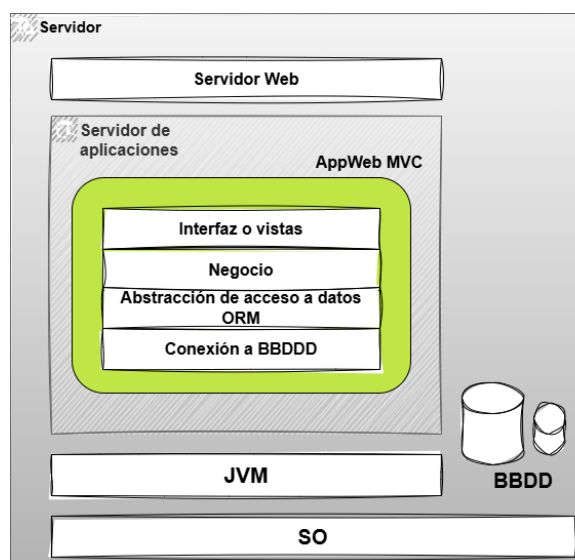 Servidor
Servidor Web
Servidor de
aplicaciones
AppWeb MVC
Interfaz o vistas
Negocio
Abstracción de acceso a datos
ORM
Conexión a BBDDD
BBDD
JVM
SO